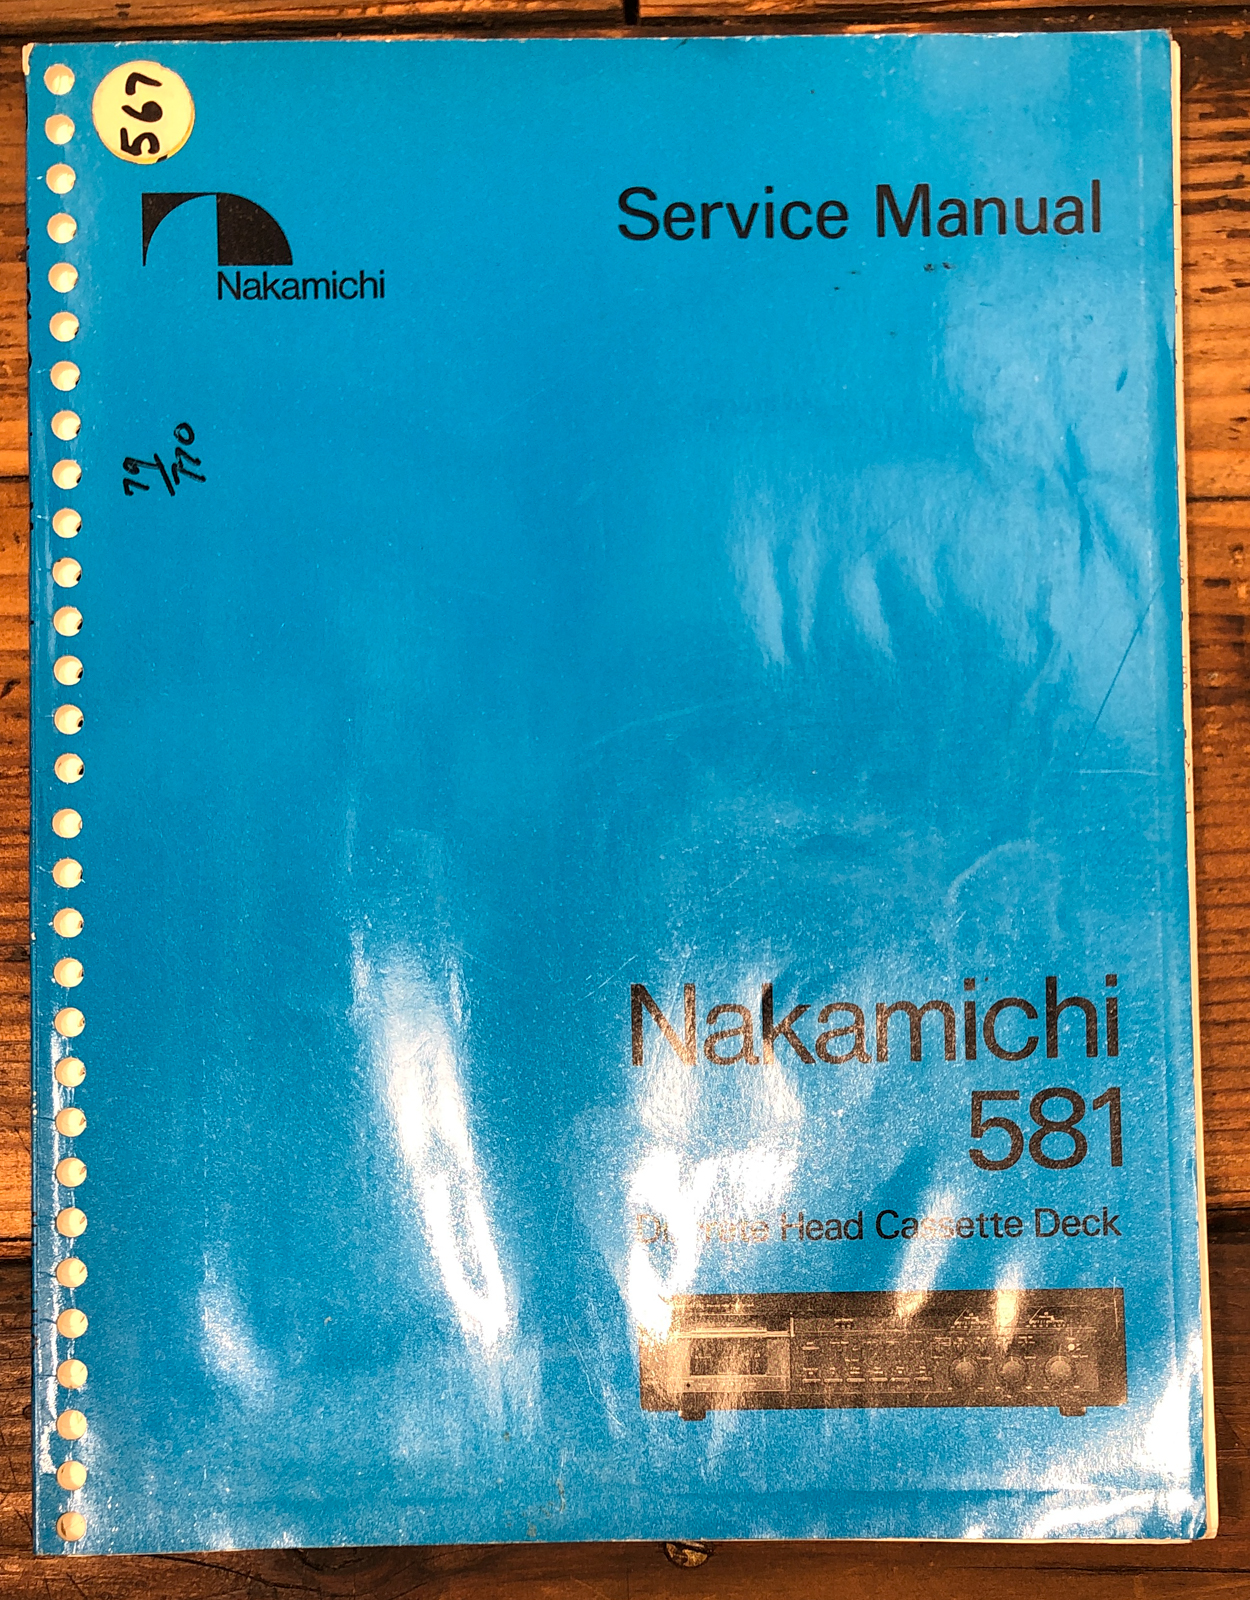 567
Service Manual
Nakamichi
79/770
Nakamichi
581
Head Cassette Deck